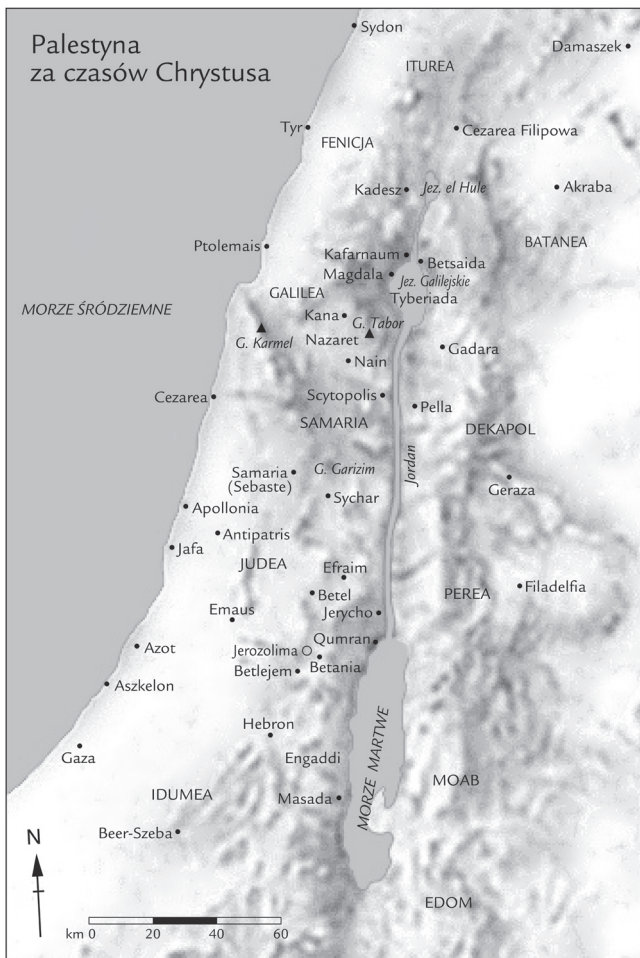 Palestyna
za czasów Chrystusa
Sydon
Damaszek
ITUREA
Tyr
FENICJA
Cezarea Filipowa
Kadesz
Jez. el Hule
Akraba
Ptolemais
BATANEA
Kafarnaum
Betsaida
Magdala
Jez. Galilejskie
GALILEA
Tyberiada
MORZE ŚRÓDZIEMNE
Kana
G. Tabor
G. Karmel
Nazaret
Gadara
Nain
Cezarea
Scytopolis
Pella
SAMARIA
DEKAPOL
Jordan
Samaria
(Sebaste)
G. Garizim
Geraza
Sychar
Apollonia
Antipatris
Jafa
JUDEA
Efraim
Betel
PEREA
Filadelfia
Emaus
Jerycho
Qumran
Azot
Jerozolima
Betania
Betlejem
Aszkelon
Hebron
Gaza
Engaddi
MORZE MARTWE
MOAB
IDUMEA
Masada
Beer-Szeba
N
EDOM
km 0 20 40 60